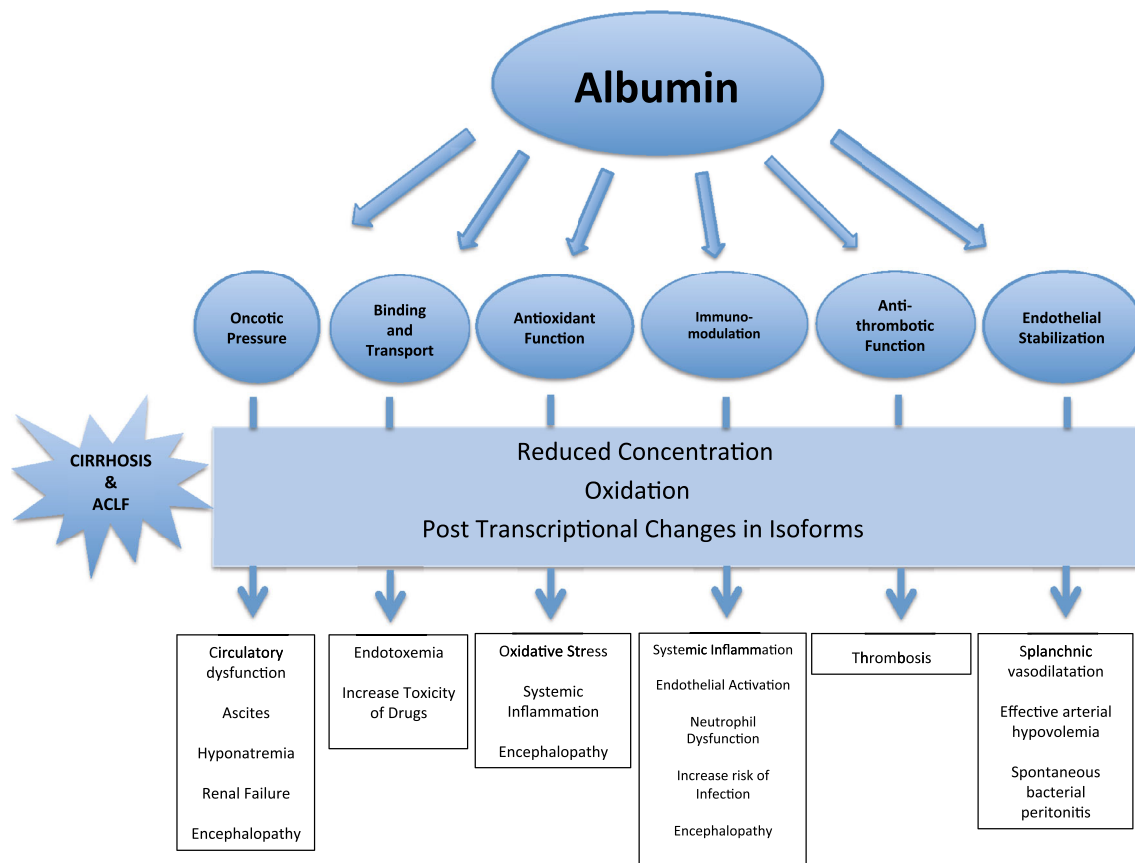 Albumin
Oncotic
Pressure
Binding
and
Transport
Antioxidant
Function
Immuno-
modulation
Anti-
thrombotic
Function
Endothelial
Stabilization
CIRRHOSIS
&
ACLF
Reduced Concentration
Oxidation
Post Transcriptional Changes in Isoforms
Circulatory
dysfunction
Ascites
Hyponatremia
Renal Failure
Encephalopathy
Endotoxemia
Increase Toxicity
of Drugs
Oxidative Stress
Systemic
Inflammation
Encephalopathy
Systemic Inflammation
Endothelial Activation
Neutrophil
Dysfunction
Increase risk of
Infection
Encephalopathy
Thrombosis
Splanchnic
vasodilatation
Effective arterial
hypovolemia
Spontaneous
bacterial
peritonitis